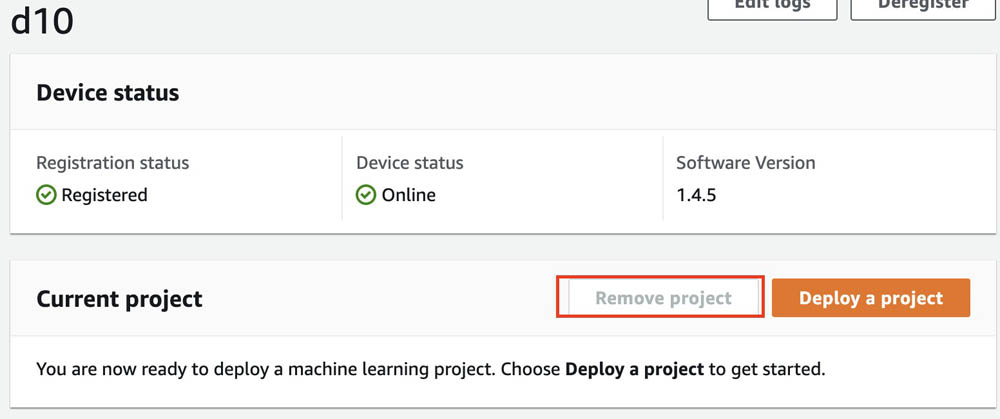 d10
Edit logs
Deregister
Device status
Registration status
Device status
Software Version
Registered
Online
1.4.5
Current project
Remove project
Deploy a project
You are now ready to deploy a machine learning project. Choose Deploy a project to get started.